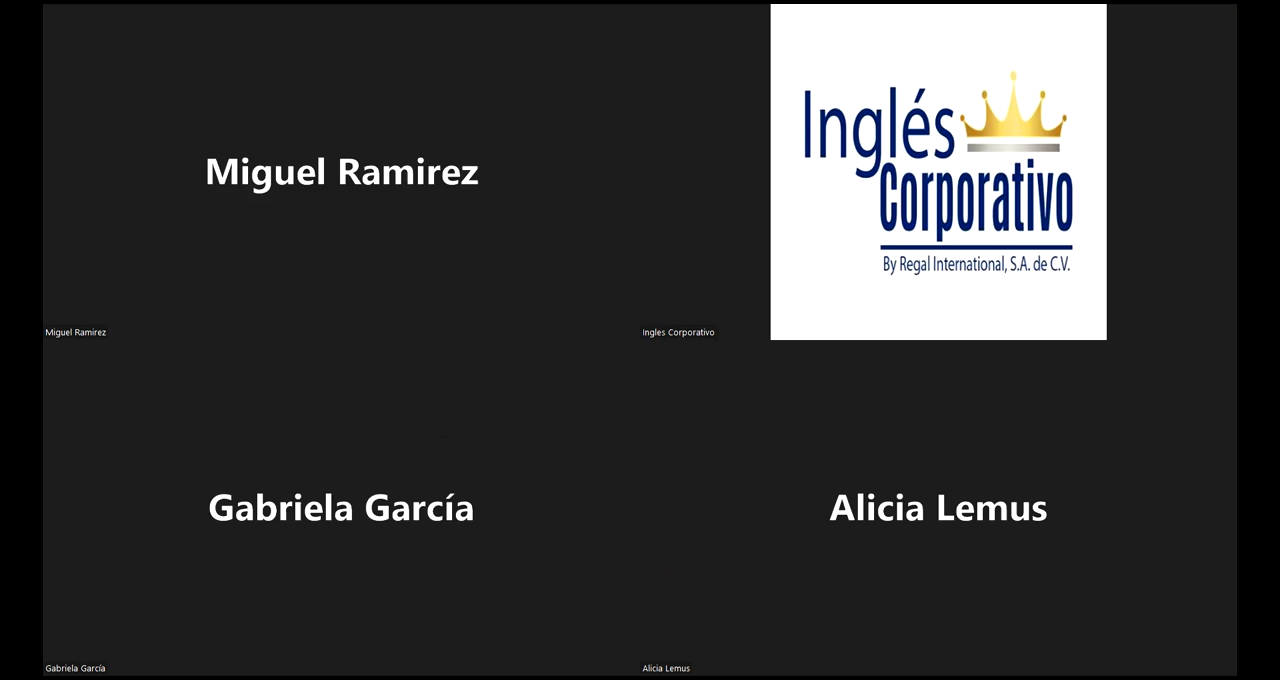 Miguel Ramirez
Miguel Ramirez
Inglés
Corporativo
By Regal International, S.A. de C.V.
Ingles Corporativo
Gabriela García
Gabriela García
Alicia Lemus
Alicia Lemus